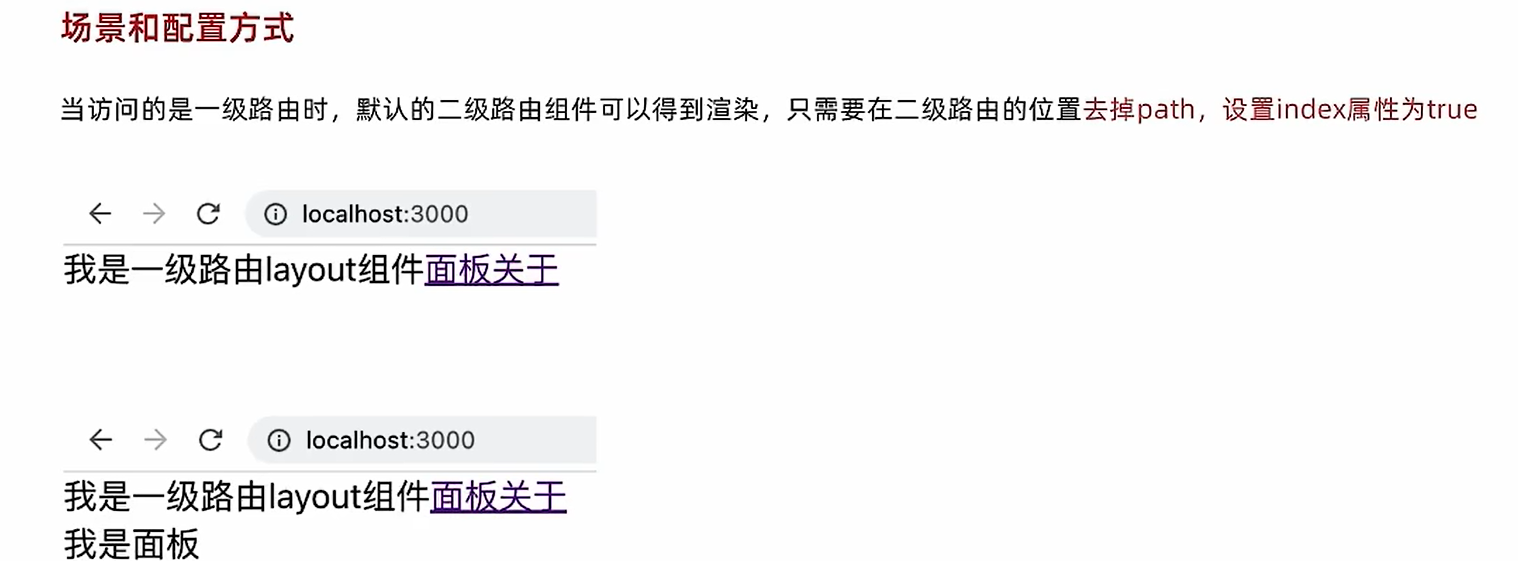 场景和配置方式
当访问的是一级路由时，默认的二级路由组件可以得到渲染，只需要在二级路由的位置去掉path，设置index属性为true
localhost:3000
我是一级路由layout组件面板关于
localhost:3000
我是一级路由layout组件面板关于
我是面板